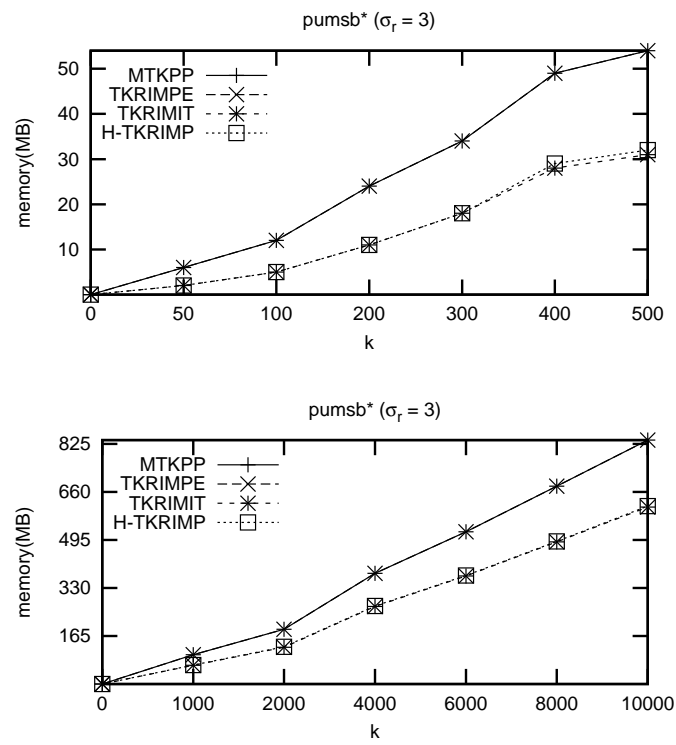 pumsb* (σr = 3)
MTKPP
TKRIMPE
TKRIMIT
H-TKRIMP
50
40
30
20
10
memory(MB)
0 50 100 200 300 400 500
k
pumsb* (σr = 3)
MTKPP
TKRIMPE
TKRIMIT
H-TKRIMP
825
660
495
330
165
memory(MB)
0 1000 2000 4000 6000 8000 10000
k